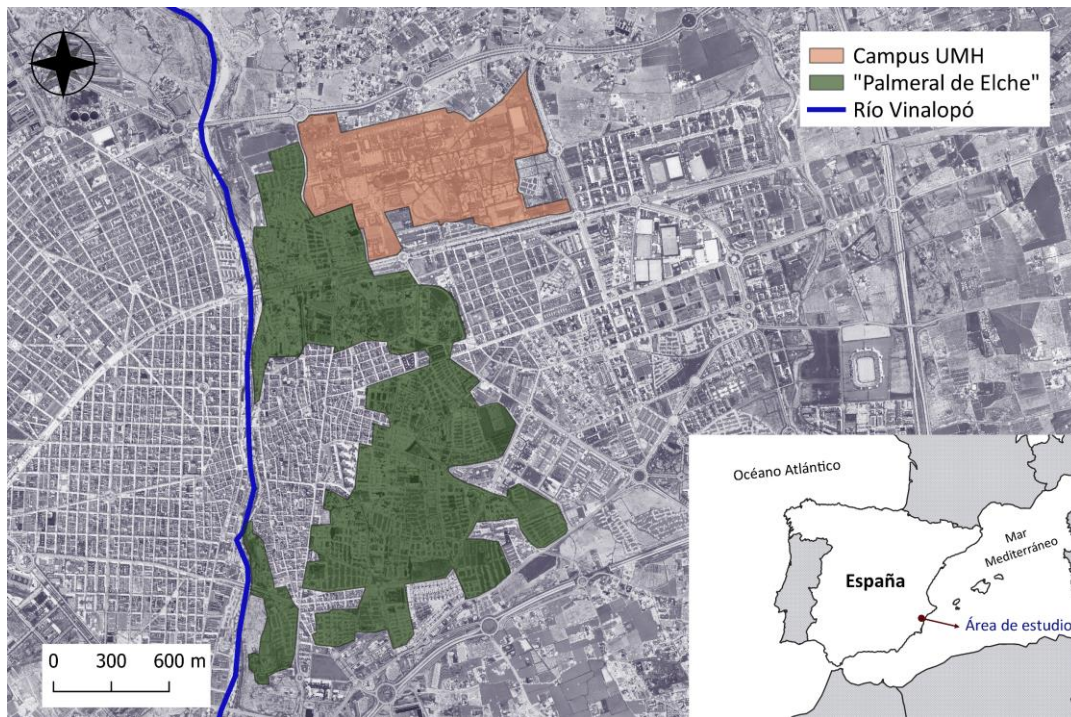 Campus UMH
"Palmeral de Elche"
Río Vinalopó
Océano Atlántico
Mar
Mediterráneo
España
Área de estudio
0 300 600 m